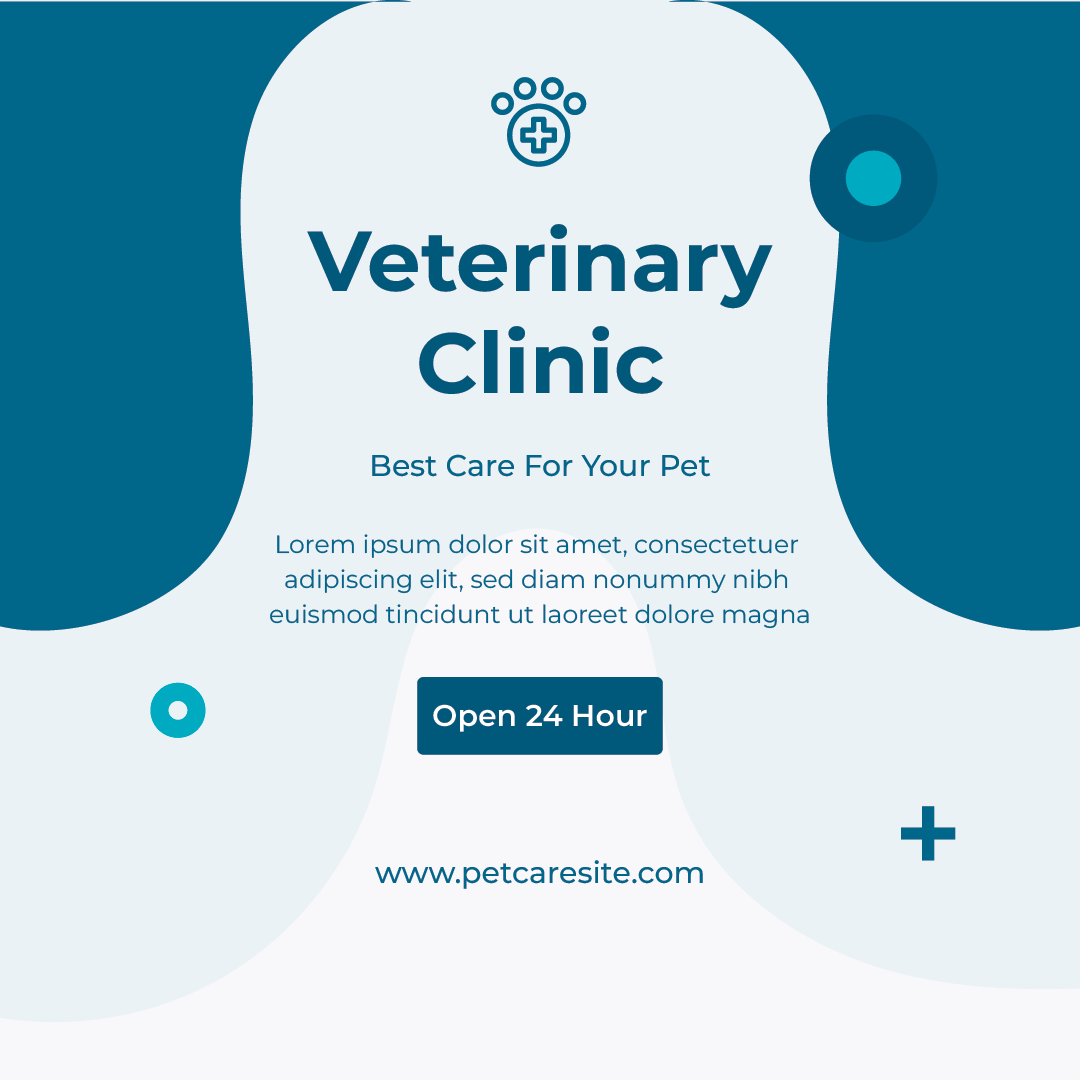 Veterinary
Clinic
Best Care For Your Pet
Lorem ipsum dolor sit amet, consectetuer
adipiscing elit, sed diam nonummy nibh
euismod tincidunt ut laoreet dolore magna
Open 24 Hour
www.petcaresite.com